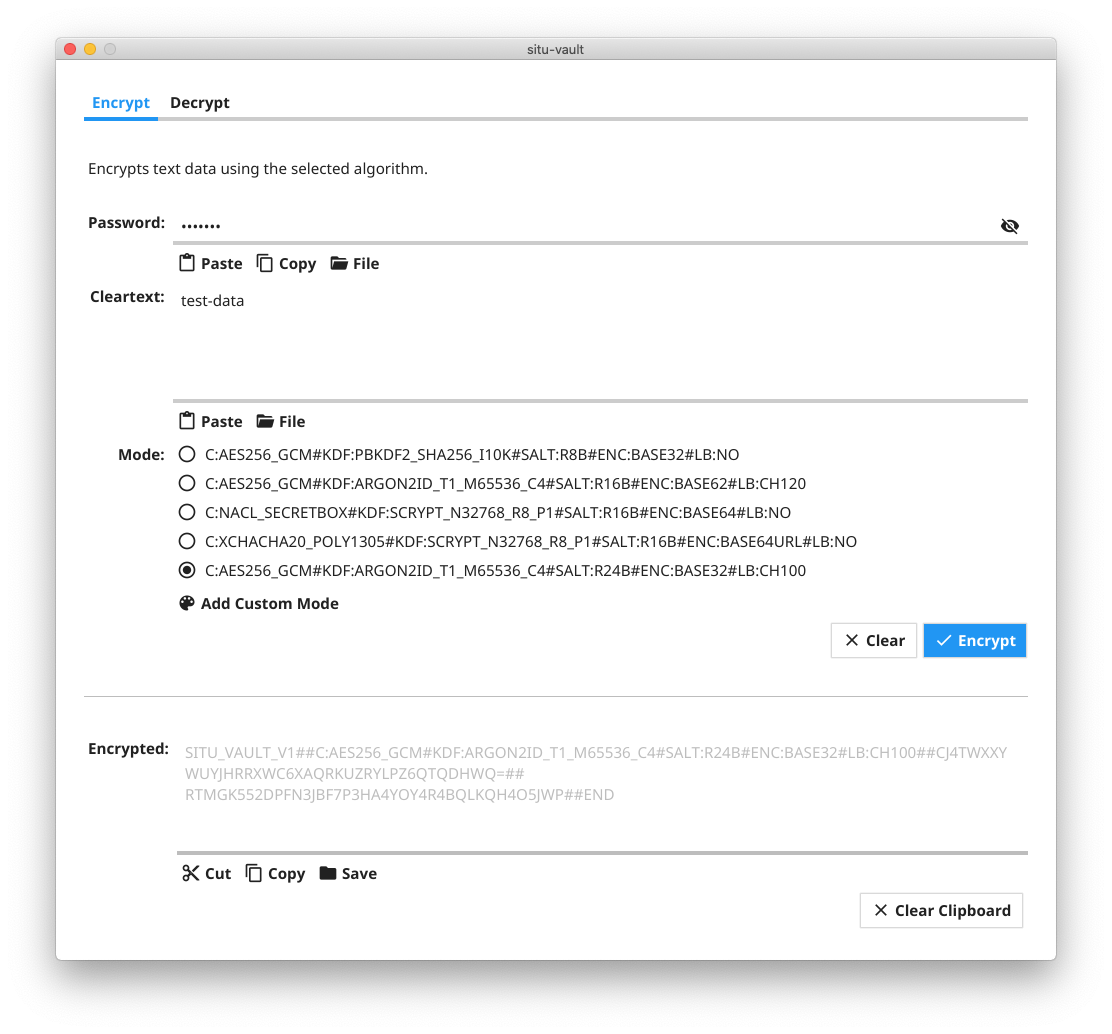 situ-vault
Encrypt Decrypt
Encrypts text data using the selected algorithm.
Password: •••••••
Paste Copy File
Cleartext: test-data
Paste File
Mode: C:AES256_GCM#KDF:PBKDF2_SHA256_I10K#SALT:R8B#ENC:BASE32#LB:NO
C:AES256_GCM#KDF:ARGON2ID_T1_M65536_C4#SALT:R16B#ENC:BASE62#LB:CH120
C:NACL_SECRETBOX#KDF:SCRYPT_N32768_R8_P1#SALT:R16B#ENC:BASE64#LB:NO
C:XCHACHA20_POLY1305#KDF:SCRYPT_N32768_R8_P1#SALT:R16B#ENC:BASE64URL#LB:NO
C:AES256_GCM#KDF:ARGON2ID_T1_M65536_C4#SALT:R24B#ENC:BASE32#LB:CH100
Add Custom Mode
Clear Encrypt
Encrypted: SITU_VAULT_V1##C:AES256_GCM#KDF:ARGON2ID_T1_M65536_C4#SALT:R24B#ENC:BASE32#LB:CH100##CJ4TWXXY
WUYJHRRXWC6XAQRKUZRYLPZ6QTQDHWQ=##
RTMGK552DPFN3JBF7P3HA4YOY4R4BQLKQH4O5JWP##END
Cut Copy Save
Clear Clipboard